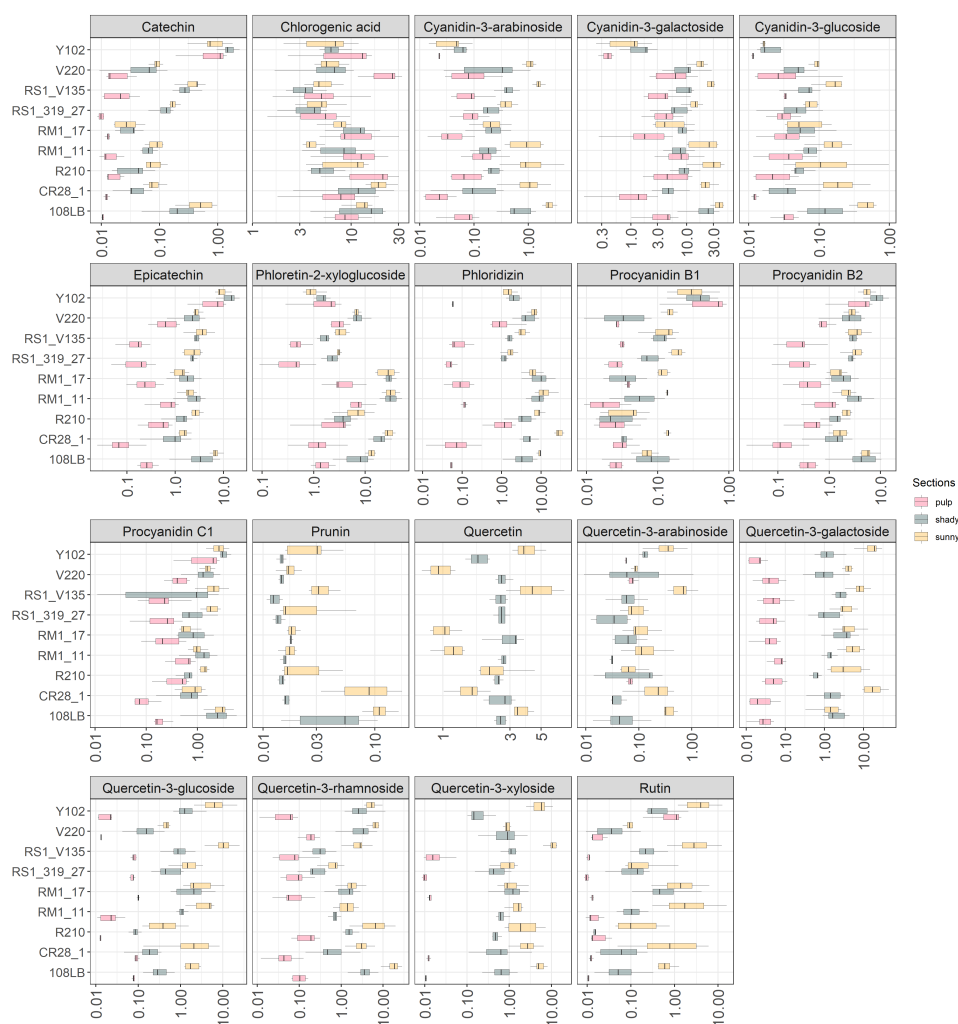 Catechin Chlorogenic acid Cyanidin-3-arabinoside Cyanidin-3-galactoside Cyanidin-3-glucoside
Y102
V220
RS1_V135
RS1_319_27
RM1_17
RM1_11
R210
CR28_1
108LB
0.01 0.10 1.00 1 3 10 30 0.01 0.10 1.00 0.3 1.0 3.0 10.0 30.0 0.01 0.10 1.00
Epicatechin Phloretin-2-xyloglucoside Phloridizin Procyanidin B1 Procyanidin B2
Y102
V220
RS1_V135
RS1_319_27
RM1_17
RM1_11
R210
CR28_1
108LB
0.1 1.0 10.0 0.1 1.0 10.0 0.01 0.10 1.00 10.00 0.01 0.10 1.00 0.1 1.0 10.0
Sections
pulp
shady
sunny
Procyanidin C1 Prunin Quercetin Quercetin-3-arabinoside Quercetin-3-galactoside
Y102
V220
RS1_V135
RS1_319_27
RM1_17
RM1_11
R210
CR28_1
108LB
0.01 0.10 1.00 0.01 0.03 0.10 1 3 5 0.01 0.10 1.00 0.01 0.10 1.00 10.00
Quercetin-3-glucoside Quercetin-3-rhamnoside Quercetin-3-xyloside Rutin
Y102
V220
RS1_V135
RS1_319_27
RM1_17
RM1_11
R210
CR28_1
108LB
0.01 0.10 1.00 10.00 0.01 0.10 1.00 10.00 0.01 0.10 1.00 10.00 0.01 0.10 1.00 10.00